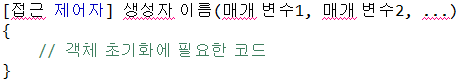 [접근 제어자] 생성자 이름(매개 변수1, 매개 변수2, ...)
{
// 객체 초기화에 필요한 코드
}